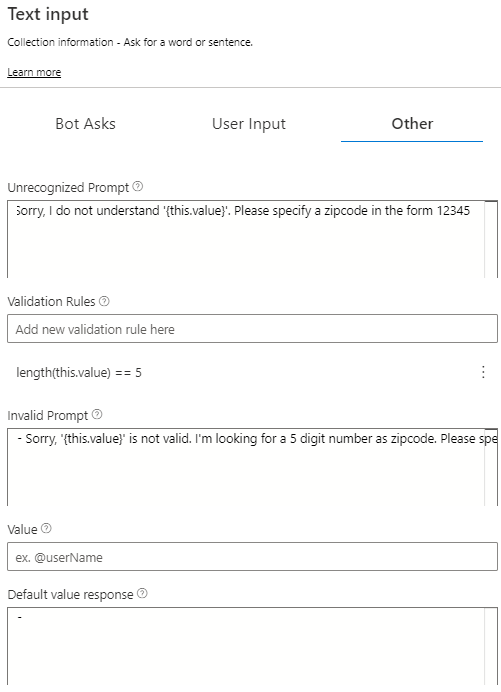 Text input
Collection information - Ask for a word or sentence.
Learn more
Bot Asks User Input Other
Unrecognized Prompt
Sorry, I do not understand '{this.value}'. Please specify a zipcode in the form 12345
Validation Rules
Add new validation rule here
length(this.value) == 5
Invalid Prompt
- Sorry, '{this.value}' is not valid. I'm looking for a 5 digit number as zipcode. Please spe
Value
ex. @userName
Default value response
-